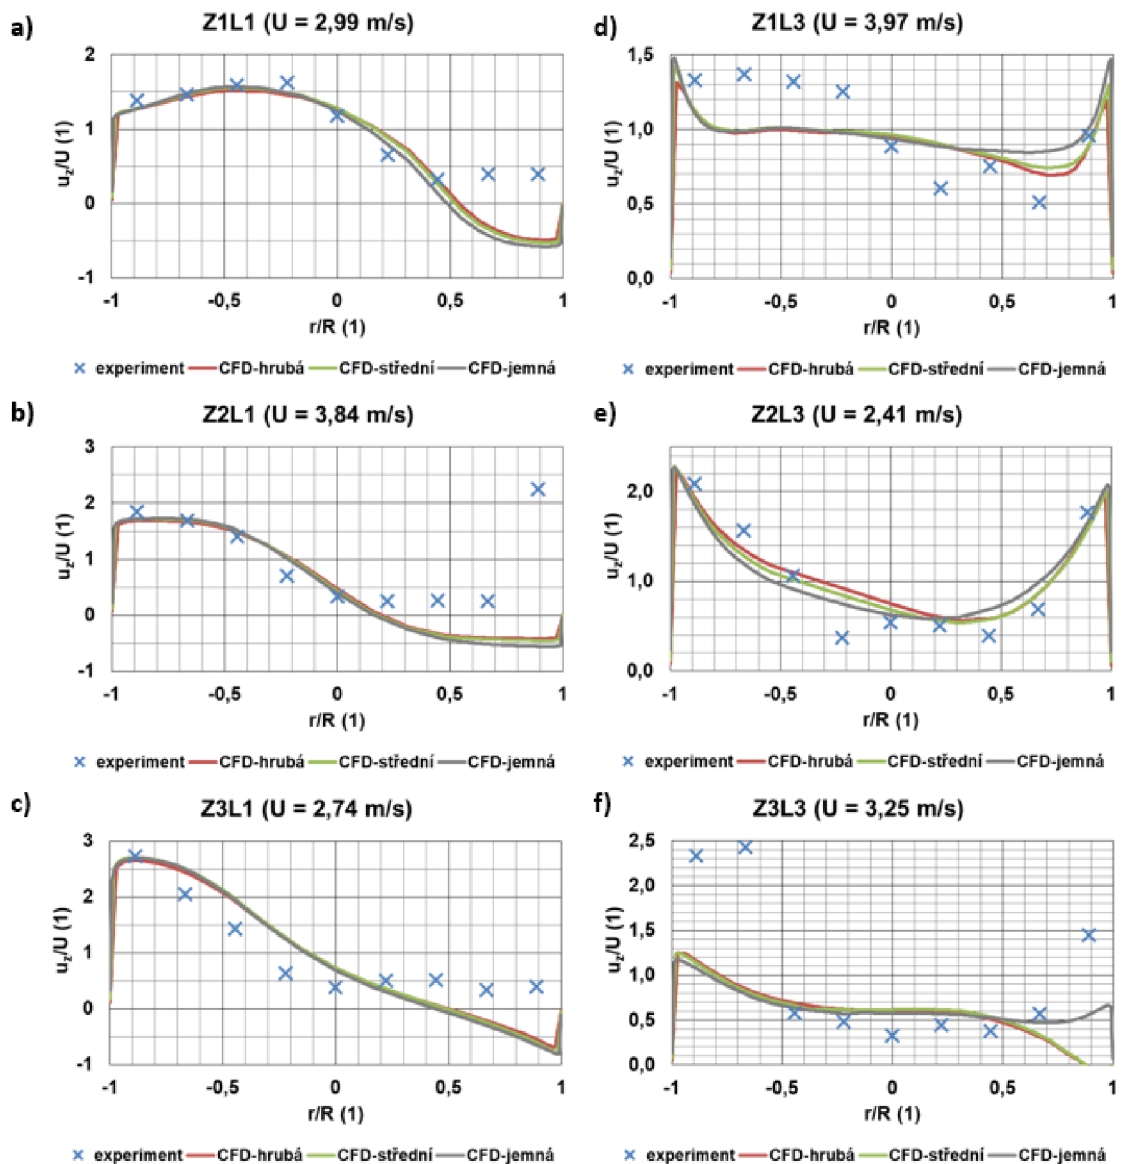 a)
Z1L1 (U = 2,99 m/s)
2
1
0
-1
u_z/U (1)
-1
-0,5
0
0,5
1
r/R (1)
experiment CFD-hrubá CFD-střední CFD-jemná
d)
Z1L3 (U = 3,97 m/s)
1,5
1,0
0,5
0,0
u_z/U (1)
-1
-0,5
0
0,5
1
r/R (1)
experiment CFD-hrubá CFD-střední CFD-jemná
b)
Z2L1 (U = 3,84 m/s)
3
2
1
0
-1
u_z/U (1)
-1
-0,5
0
0,5
1
r/R (1)
experiment CFD-hrubá CFD-střední CFD-jemná
e)
Z2L3 (U = 2,41 m/s)
2,0
1,0
0,0
u_z/U (1)
-1
-0,5
0
0,5
1
r/R (1)
experiment CFD-hrubá CFD-střední CFD-jemná
c)
Z3L1 (U = 2,74 m/s)
3
2
1
0
-1
u_z/U (1)
-1
-0,5
0
0,5
1
r/R (1)
experiment CFD-hrubá CFD-střední CFD-jemná
f)
Z3L3 (U = 3,25 m/s)
2,5
2,0
1,5
1,0
0,5
0,0
u_z/U (1)
-1
-0,5
0
0,5
1
r/R (1)
experiment CFD-hrubá CFD-střední CFD-jemná